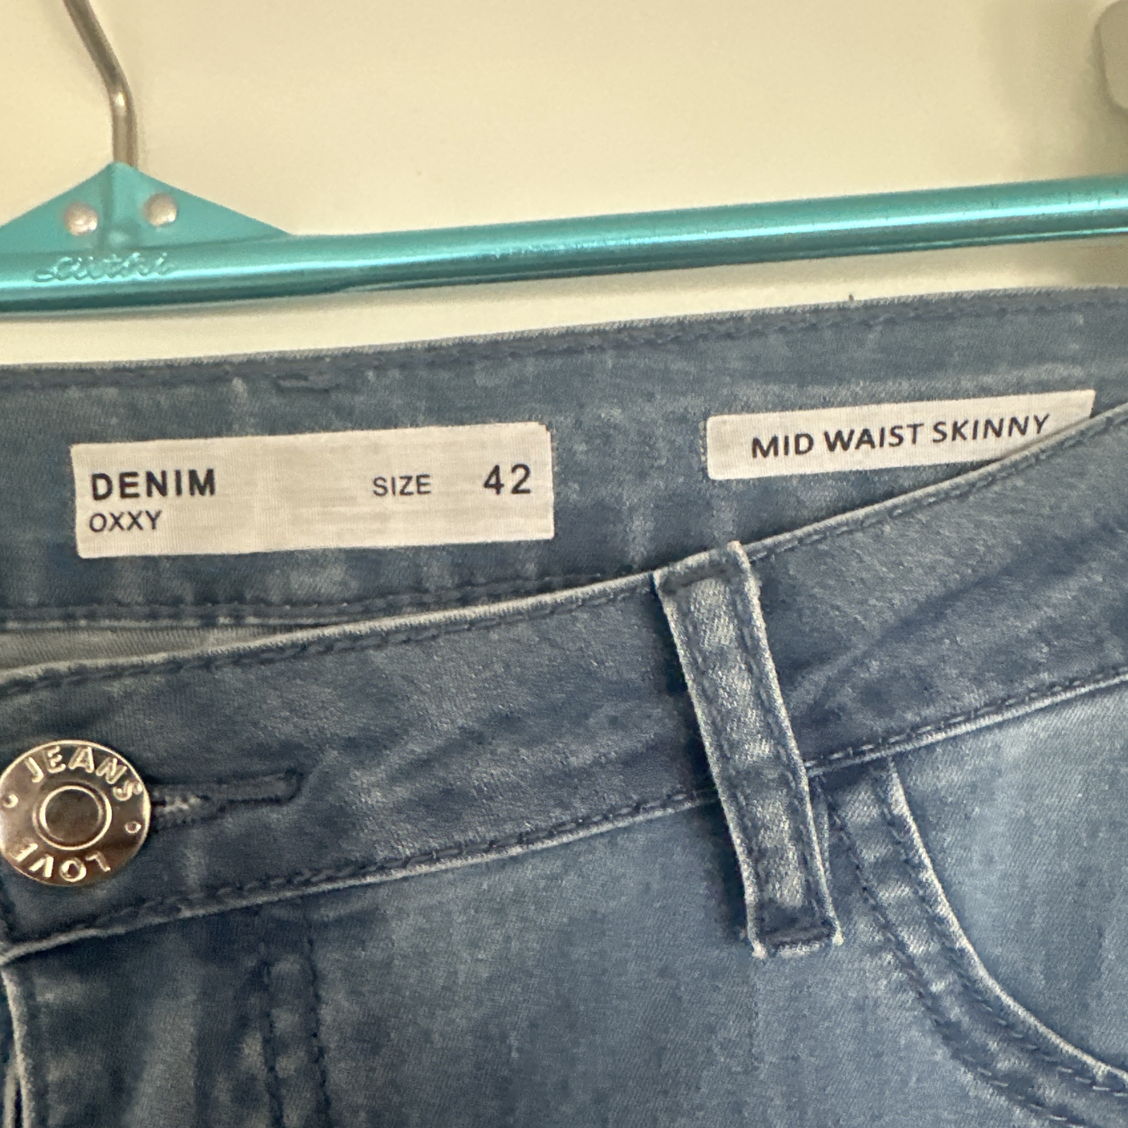 DENIM
OXXY
SIZE 42
MID WAIST SKINNY
JEANS
LOVE